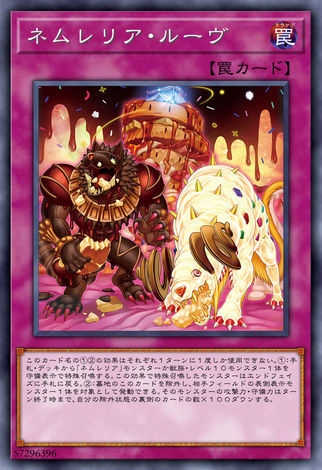 ネムレリア・ルーヴ
トラップ
罠
【罠カード】
このカード名の①②の効果はそれぞれ1ターンに1度しか使用できない。①:手
札・デッキから「ネムレリア」モンスターか獣族・レベル10モンスター1体を
守備表示で特殊召喚する。この効果で特殊召喚したモンスターはエンドフェイ
ズに手札に戻る。②:墓地のこのカードを除外し、相手フィールドの表側表示モ
ンスター1体を対象として発動できる。そのモンスターの攻撃力・守備力はター
ン終了時まで、自分の除外状態の裏側のカードの数×100ダウンする。
57296396